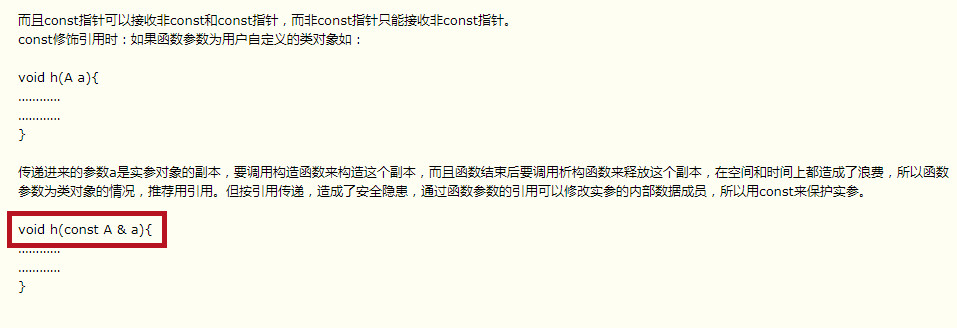 而且const指针可以接收非const和const指针，而非const指针只能接收非const指针。
const修饰引用时：如果函数参数为用户自定义的类对象如：
void h(A a){
…………
…………
}
传递进来的参数a是实参对象的副本，要调用构造函数来构造这个副本，而且函数结束后要调用析构函数来释放这个副本，在空间和时间上都造成了浪费，所以函数
参数为类对象的情况，推荐用引用。但按引用传递，造成了安全隐患，通过函数参数的引用可以修改实参的内部数据成员，所以用const来保护实参。
void h(const A & a){
…………
…………
}